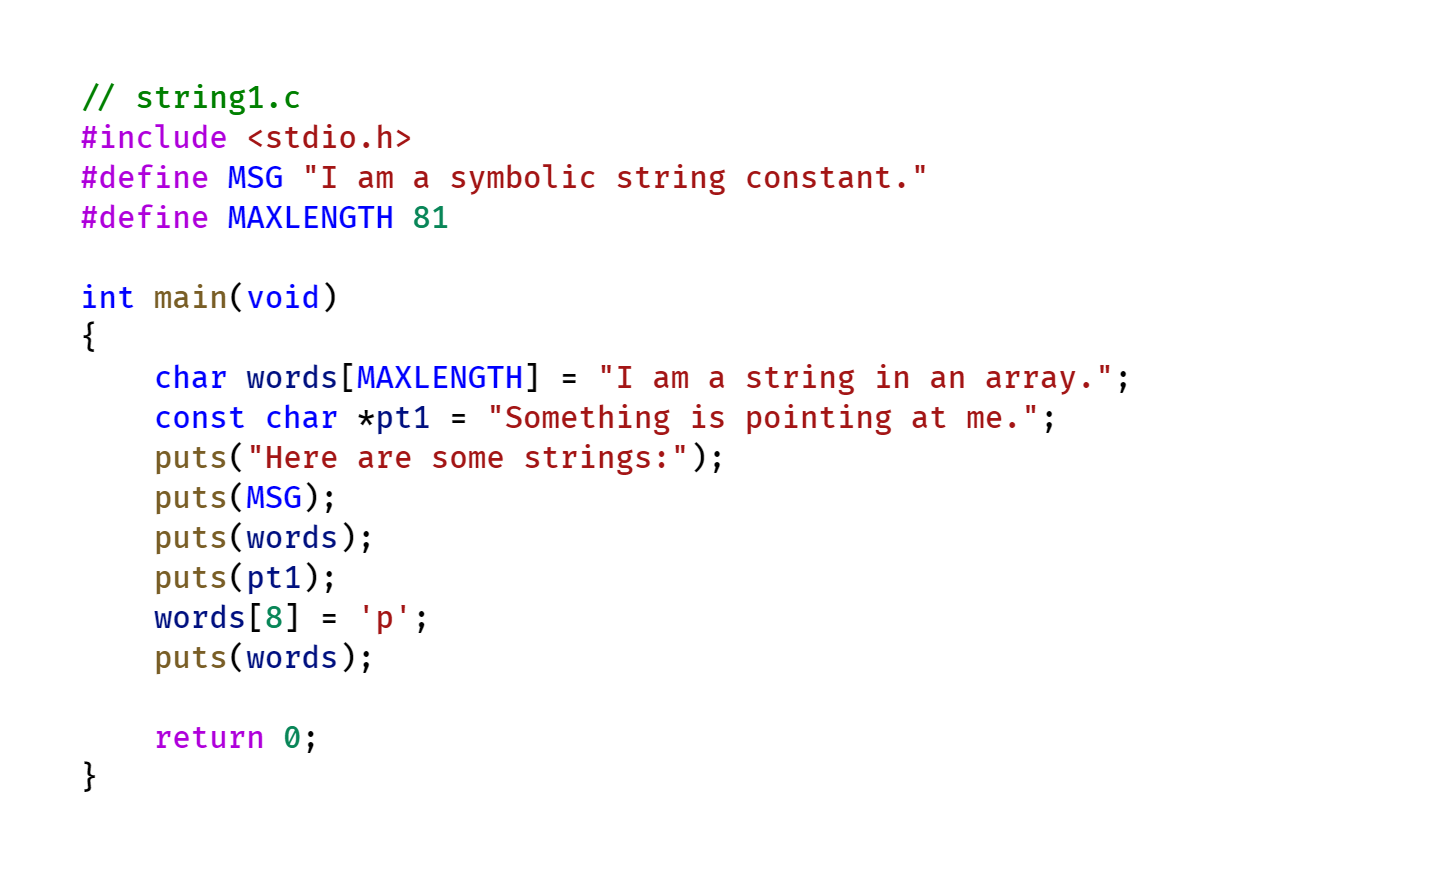 // string1.c
#include <stdio.h>
#define MSG "I am a symbolic string constant."
#define MAXLENGTH 81

int main(void)
{
    char words[MAXLENGTH] = "I am a string in an array.";
    const char *pt1 = "Something is pointing at me.";
    puts("Here are some strings:");
    puts(MSG);
    puts(words);
    puts(pt1);
    words[8] = 'p';
    puts(words);

    return 0;
}